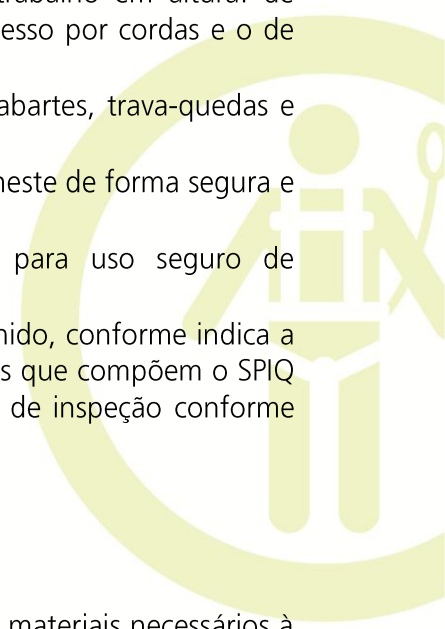 trabalho em altura: de
esso por cordas e o de
abartes, trava-quedas e
neste de forma segura e
para uso seguro de
nido, conforme indica a
s que compõem o SPIQ
de inspeção conforme
materiais necessários à